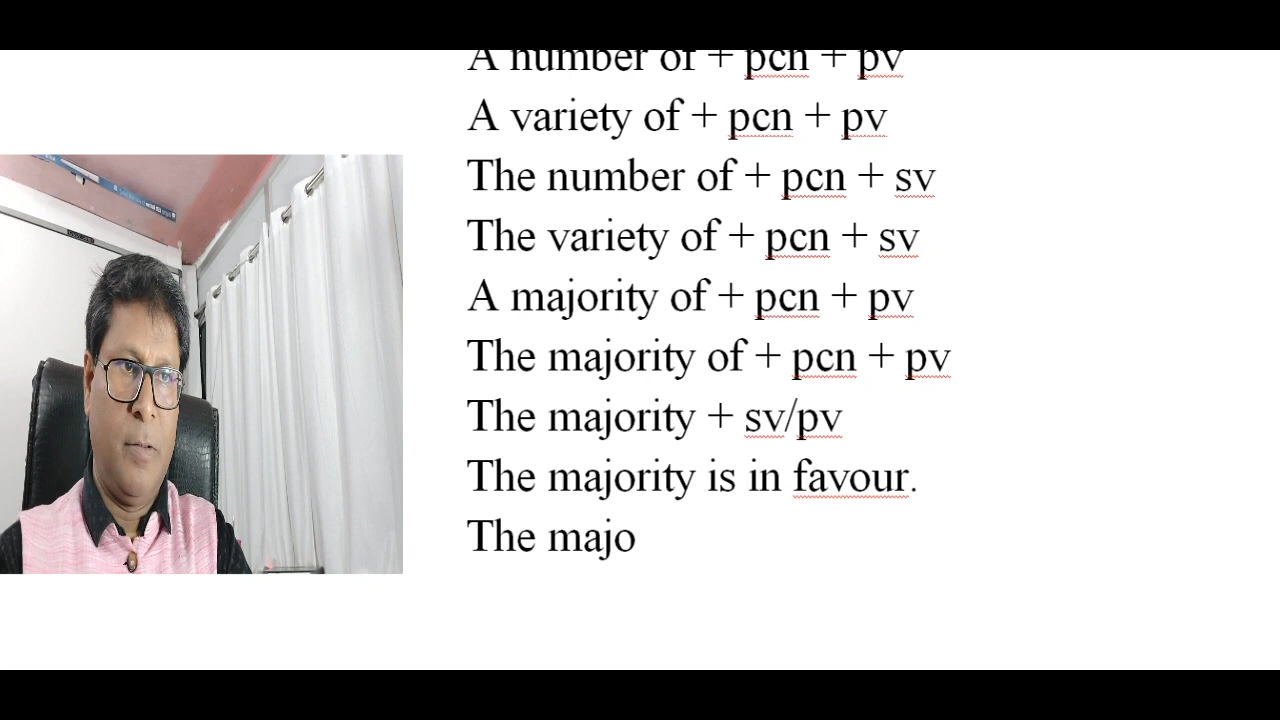 A number of + pcn + pv
A variety of + pcn + pv
The number of + pcn + sv
The variety of + pcn + sv
A majority of + pcn + pv
The majority of + pcn + pv
The majority + sv/pv
The majority is in favour.
The majo